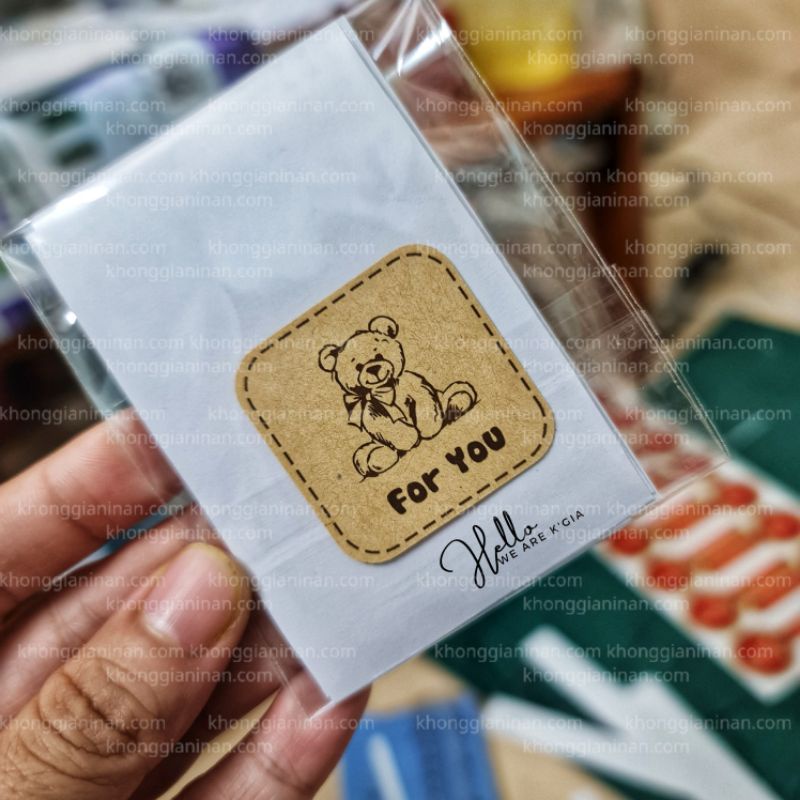 FOR YOU
Hello
WE ARE K'GIA
khonggianinan.com